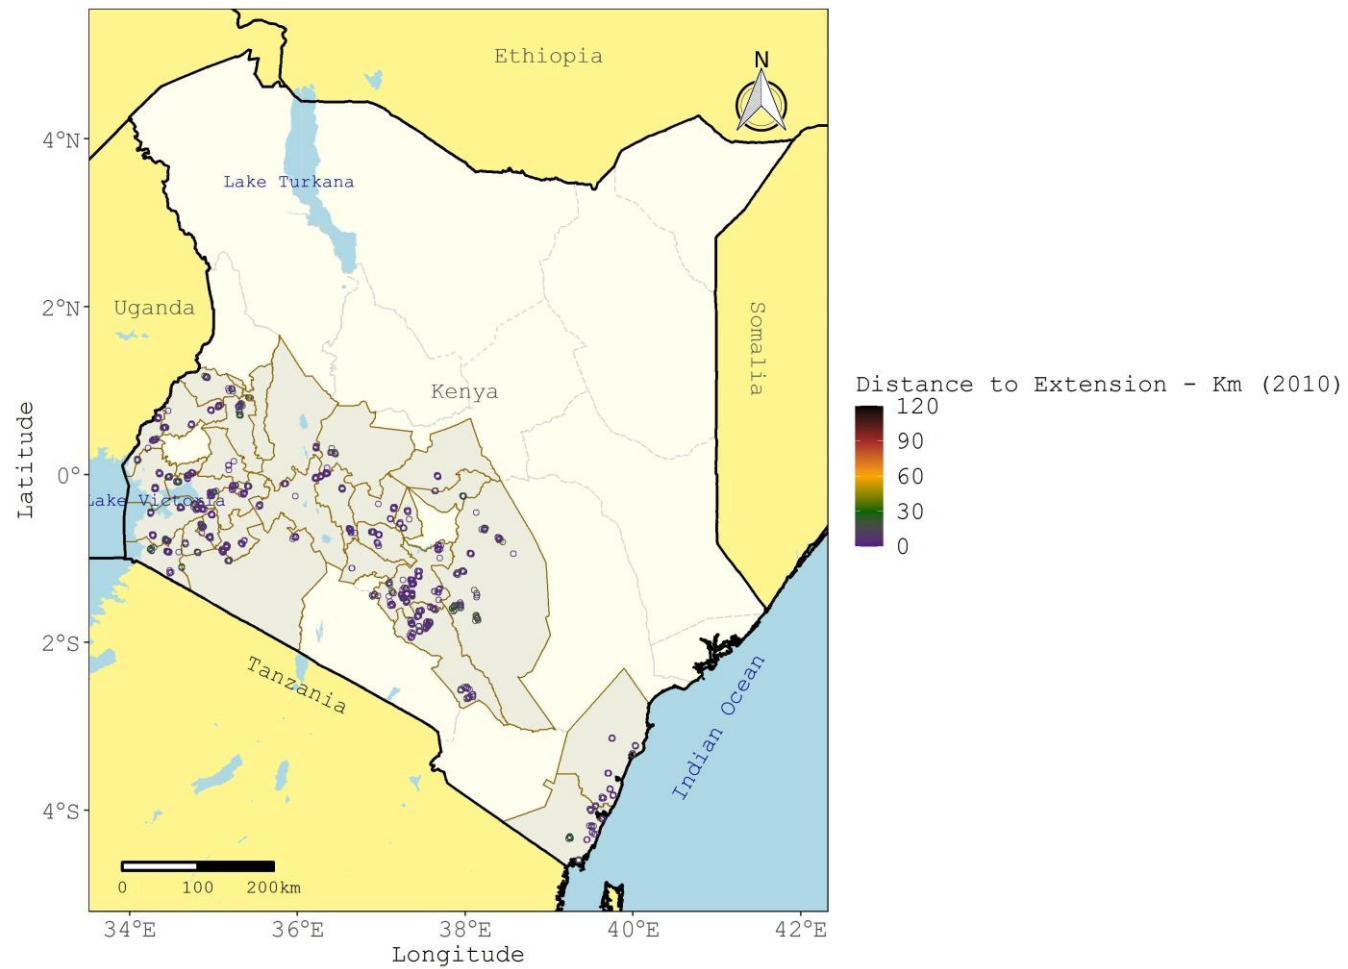 Ethiopia
N
4°N
Lake Turkana
2°N
Uganda
Somalia
Kenya
Distance to Extension - Km (2010)
120
90
60
30
0
Latitude
0°
Lake Victoria
2°S
Tanzania
Indian Ocean
4°S
0 100 200km
34°E 36°E 38°E 40°E 42°E
Longitude